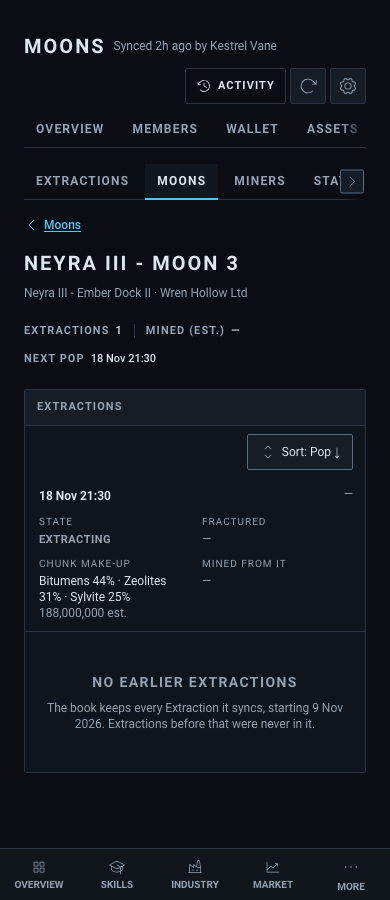 MOONS Synced 2h ago by Kestrel Vane
ACTIVITY
OVERVIEW MEMBERS WALLET ASSETS
EXTRACTIONS MOONS MINERS STA
Moons
NEYRA III - MOON 3
Neyra III - Ember Dock II · Wren Hollow Ltd
EXTRACTIONS 1 MINED (EST.) —
NEXT POP 18 Nov 21:30
EXTRACTIONS
Sort: Pop ↓
18 Nov 21:30 —
STATE FRACTURED
EXTRACTING —
CHUNK MAKE-UP MINED FROM IT
Bitumens 44% · Zeolites —
31% · Sylvite 25%
188,000,000 est.
NO EARLIER EXTRACTIONS
The book keeps every Extraction it syncs, starting 9 Nov
2026. Extractions before that were never in it.
OVERVIEW SKILLS INDUSTRY MARKET MORE